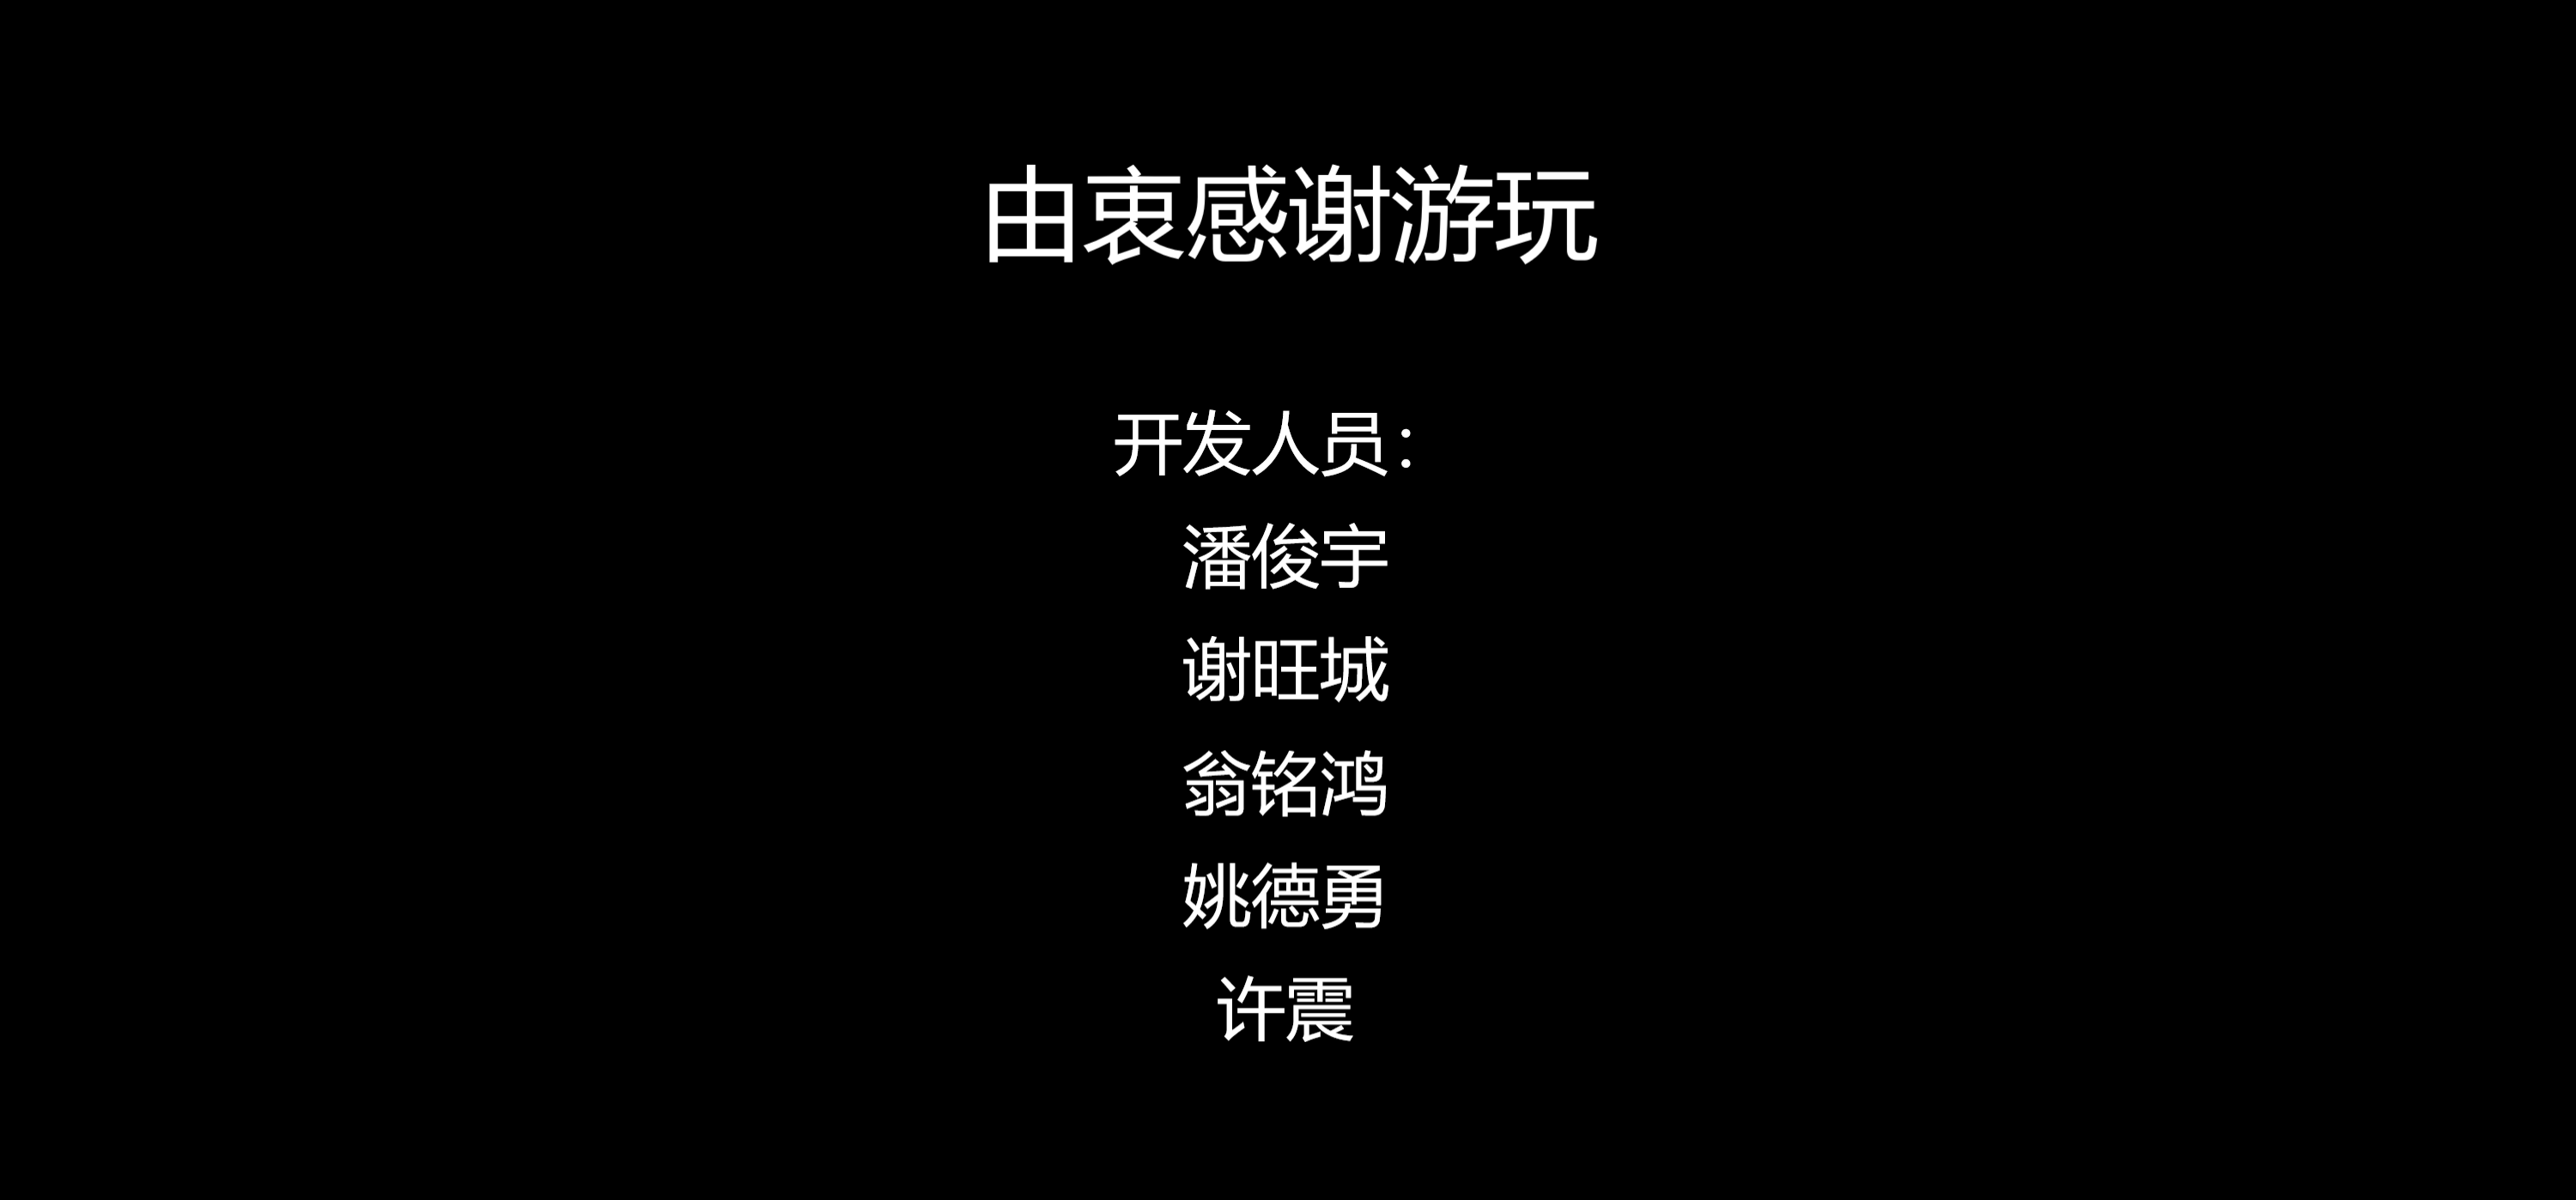 由衷感谢游玩
开发人员：
潘俊宇
谢旺城
翁铭鸿
姚德勇
许震